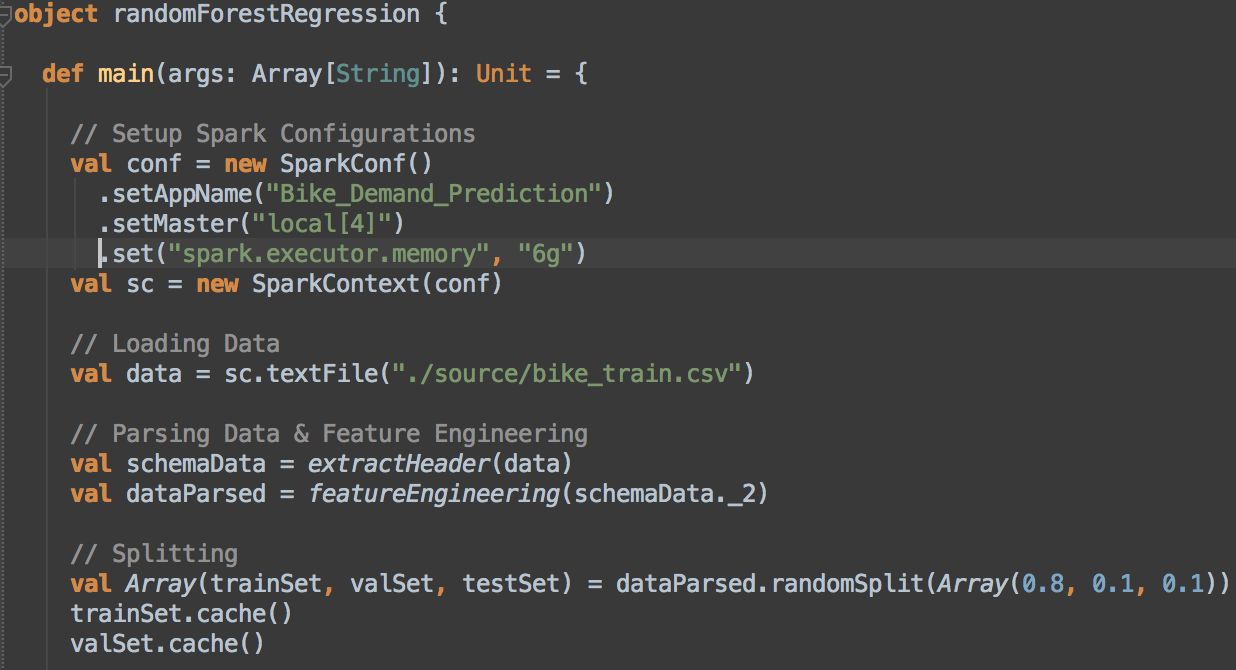 object randomForestRegression {
def main(args: Array[String]): Unit = {
// Setup Spark Configurations
val conf = new SparkConf()
.setAppName("Bike_Demand_Prediction")
.setMaster("local[4]")
.set("spark.executor.memory", "6g")
val sc = new SparkContext(conf)
// Loading Data
val data = sc.textFile("./source/bike_train.csv")
// Parsing Data & Feature Engineering
val schemaData = extractHeader(data)
val dataParsed = featureEngineering(schemaData._2)
// Splitting
val Array(trainSet, valSet, testSet) = dataParsed.randomSplit(Array(0.8, 0.1, 0.1))
trainSet.cache()
valSet.cache()